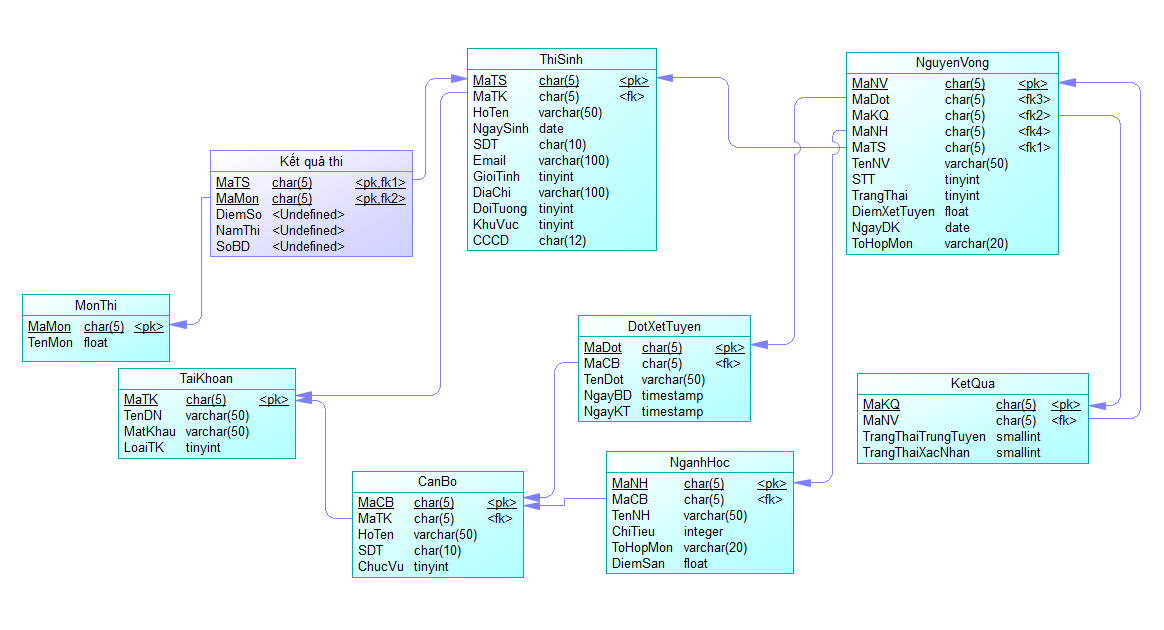 ThiSinh
MaTS char(5) <pk>
MaTK char(5) <fk>
HoTen varchar(50)
NgaySinh date
SDT char(10)
Email varchar(100)
GioiTinh tinyint
DiaChi varchar(100)
DoiTuong tinyint
KhuVuc tinyint
CCCD char(12)
NguyenVong
MaNV char(5) <pk>
MaDot char(5) <fk3>
MaKQ char(5) <fk2>
MaNH char(5) <fk4>
MaTS char(5) <fk1>
TenNV varchar(50)
STT tinyint
TrangThai tinyint
DiemXetTuyen float
NgayDK date
ToHopMon varchar(20)
Kết quả thi
MaTS char(5) <pk,fk1>
MaMon char(5) <pk,fk2>
DiemSo <Undefined>
NamThi <Undefined>
SoBD <Undefined>
MonThi
MaMon char(5) <pk>
TenMon float
DotXetTuyen
MaDot char(5) <pk>
MaCB char(5) <fk>
TenDot varchar(50)
NgayBD timestamp
NgayKT timestamp
TaiKhoan
MaTK char(5) <pk>
TenDN varchar(50)
MatKhau varchar(50)
LoaiTK tinyint
KetQua
MaKQ char(5) <pk>
MaNV char(5) <fk>
TrangThaiTrungTuyen smallint
TrangThaiXacNhan smallint
CanBo
MaCB char(5) <pk>
MaTK char(5) <fk>
HoTen varchar(50)
SDT char(10)
ChucVu tinyint
NganhHoc
MaNH char(5) <pk>
MaCB char(5) <fk>
TenNH varchar(50)
ChiTieu integer
ToHopMon varchar(20)
DiemSan float